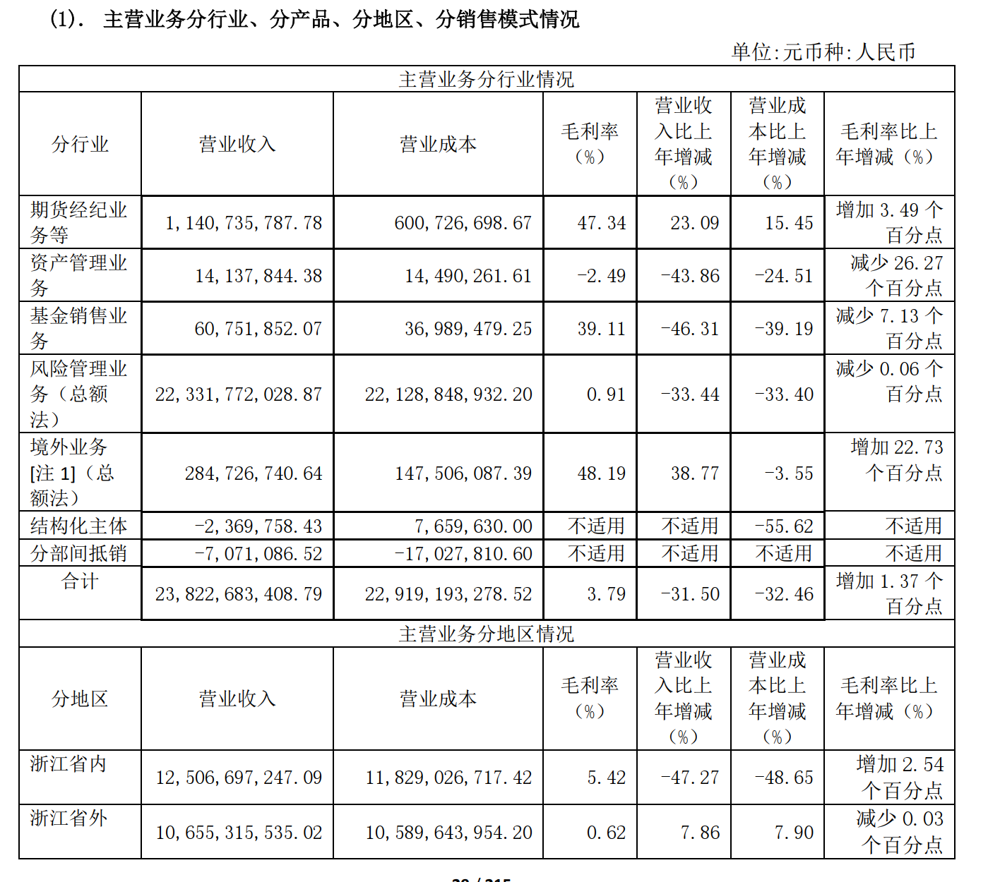 (1). 主营业务分行业、分产品、分地区、分销售模式情况
单位:元币种:人民币
主营业务分行业情况
分行业 营业收入 营业成本 毛利率（%） 营业收入比上年增减（%） 营业成本比上年增减（%） 毛利率比上年增减（%）
期货经纪业务等 1,140,735,787.78 600,726,698.67 47.34 23.09 15.45 增加 3.49 个百分点
资产管理业务 14,137,844.38 14,490,261.61 -2.49 -43.86 -24.51 减少 26.27 个百分点
基金销售业务 60,751,852.07 36,989,479.25 39.11 -46.31 -39.19 减少 7.13 个百分点
风险管理业务（总额法） 22,331,772,028.87 22,128,848,932.20 0.91 -33.44 -33.40 减少 0.06 个百分点
境外业务[注 1]（总额法） 284,726,740.64 147,506,087.39 48.19 38.77 -3.55 增加 22.73 个百分点
结构化主体 -2,369,758.43 7,659,630.00 不适用 不适用 -55.62 不适用
分部间抵销 -7,071,086.52 -17,027,810.60 不适用 不适用 不适用 不适用
合计 23,822,683,408.79 22,919,193,278.52 3.79 -31.50 -32.46 增加 1.37 个百分点
主营业务分地区情况
分地区 营业收入 营业成本 毛利率（%） 营业收入比上年增减（%） 营业成本比上年增减（%） 毛利率比上年增减（%）
浙江省内 12,506,697,247.09 11,829,026,717.42 5.42 -47.27 -48.65 增加 2.54 个百分点
浙江省外 10,655,315,535.02 10,589,643,954.20 0.62 7.86 7.90 减少 0.03 个百分点